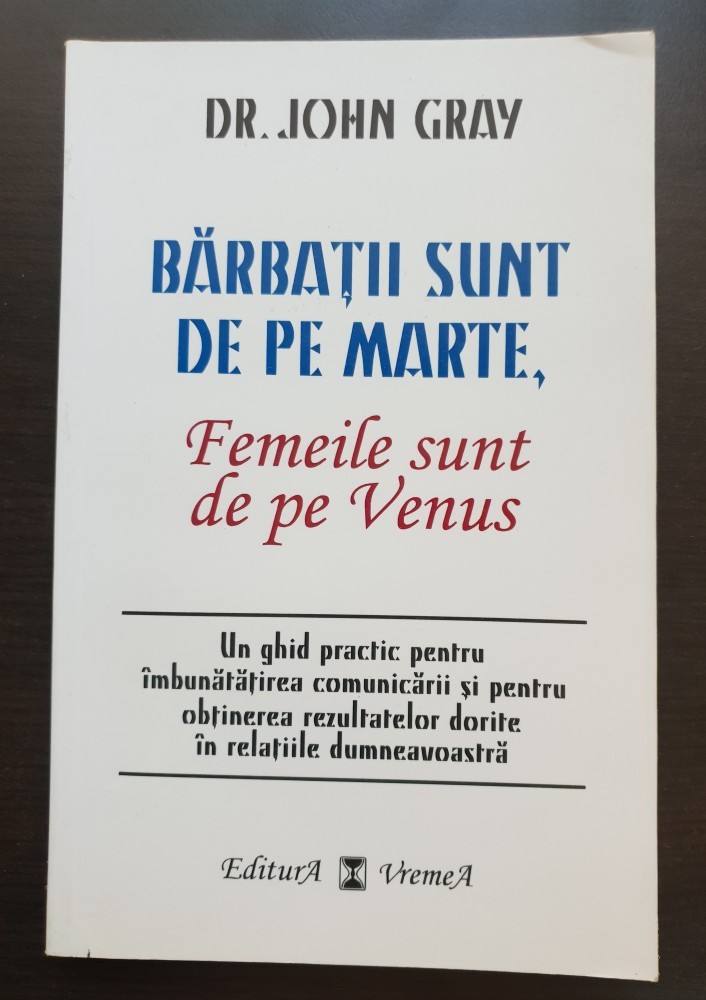 DR. JOHN GRAY
BĂRBAȚII SUNT
DE PE MARTE,
Femeile sunt
de pe Venus
Un ghid practic pentru
îmbunătățirea comunicării și pentru
obținerea rezultatelor dorite
în relațiile dumneavoastră
EditurA VremeA